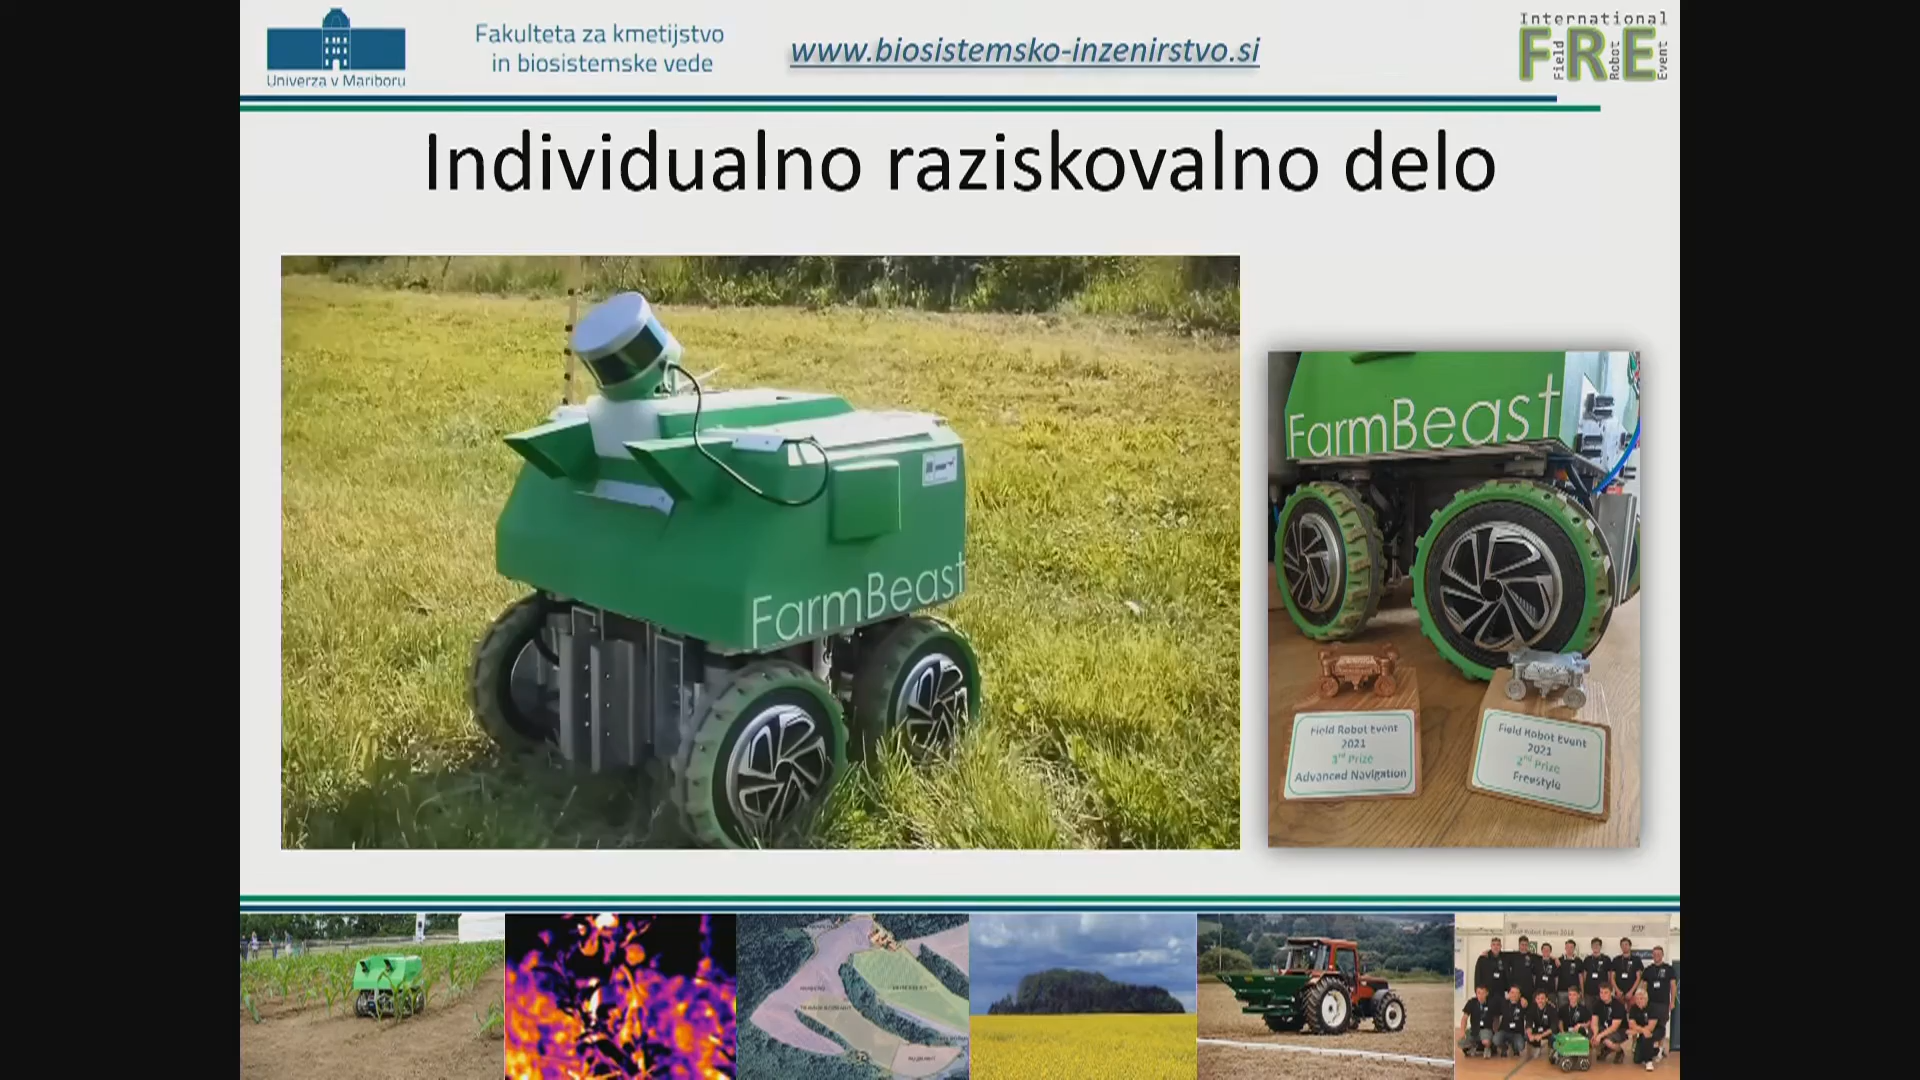 Univerza v Mariboru
Fakulteta za kmetijstvo
in biosistemske vede
www.biosistemsko-inzenirstvo.si
International
Field Robot Event
FRE
Individualno raziskovalno delo
FarmBeast
FarmBeast
Field Robot Event
2021
3rd Prize
Advanced Navigation
Field Robot Event
2021
2nd Prize
Freestyle